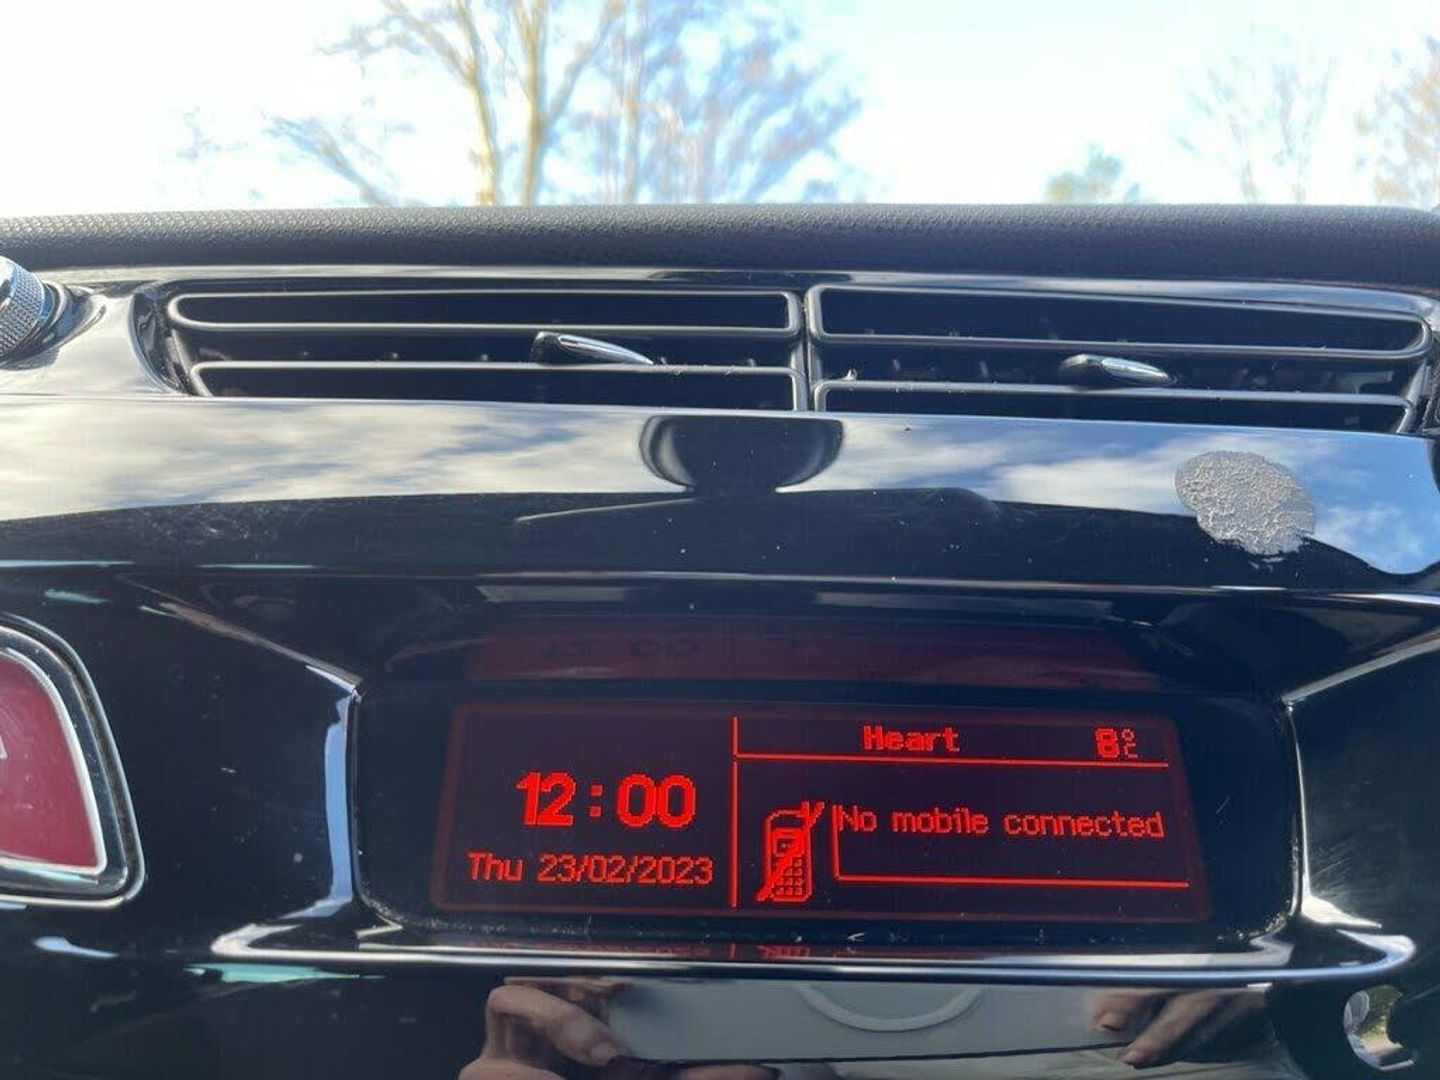 Heart 8°C
12:00
Thu 23/02/2023
No mobile connected